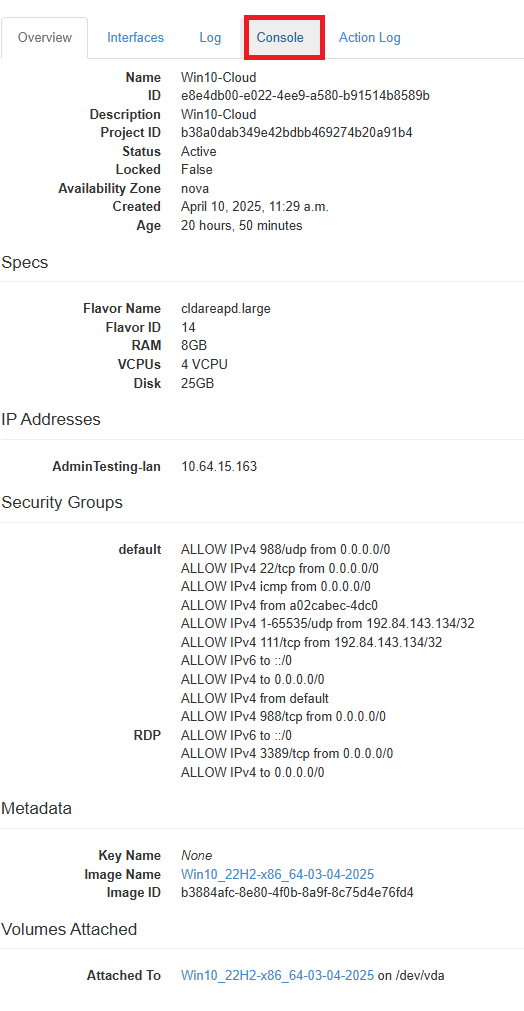 Overview Interfaces Log Console Action Log
Name Win10-Cloud
ID e8e4db00-e022-4ee9-a580-b91514b8589b
Description Win10-Cloud
Project ID b38a0dab349e42bdbb469274b20a91b4
Status Active
Locked False
Availability Zone nova
Created April 10, 2025, 11:29 a.m.
Age 20 hours, 50 minutes
Specs
Flavor Name cldareapd.large
Flavor ID 14
RAM 8GB
VCPUs 4 VCPU
Disk 25GB
IP Addresses
AdminTesting-lan 10.64.15.163
Security Groups
default ALLOW IPv4 988/udp from 0.0.0.0/0
ALLOW IPv4 22/tcp from 0.0.0.0/0
ALLOW IPv4 icmp from 0.0.0.0/0
ALLOW IPv4 from a02cabec-4dc0
ALLOW IPv4 1-65535/udp from 192.84.143.134/32
ALLOW IPv4 111/tcp from 192.84.143.134/32
ALLOW IPv6 to ::/0
ALLOW IPv4 to 0.0.0.0/0
ALLOW IPv4 from default
ALLOW IPv4 988/tcp from 0.0.0.0/0
RDP ALLOW IPv6 to ::/0
ALLOW IPv4 3389/tcp from 0.0.0.0/0
ALLOW IPv4 to 0.0.0.0/0
Metadata
Key Name None
Image Name Win10_22H2-x86_64-03-04-2025
Image ID b3884afc-8e80-4f0b-8a9f-8c75d4e76fd4
Volumes Attached
Attached To Win10_22H2-x86_64-03-04-2025 on /dev/vda